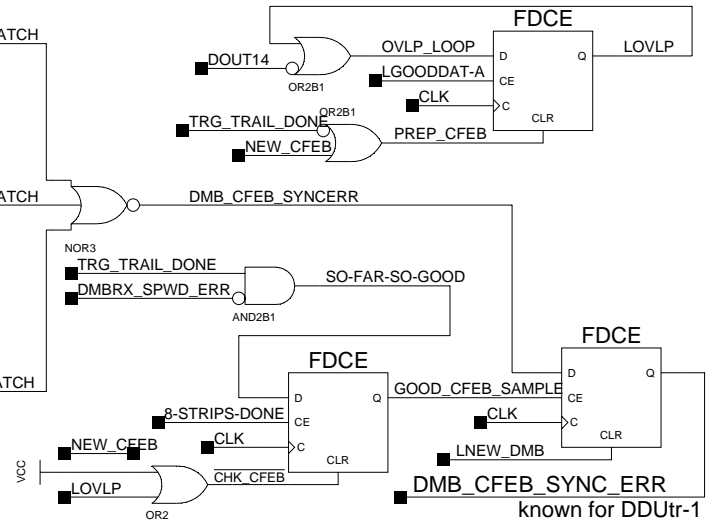 FDCE
ATCH
OVLP_LOOP
D
Q
LOVLP
DOUT14
LGOODDAT-A
CE
OR2B1
CLK
C
OR2B1
CLR
TRG_TRAIL_DONE
PREP_CFEB
NEW_CFEB
ATCH
DMB_CFEB_SYNCERR
NOR3
TRG_TRAIL_DONE
SO-FAR-SO-GOOD
DMBRX_SPWD_ERR
AND2B1
FDCE
FDCE
D
Q
ATCH
D
Q
GOOD_CFEB_SAMPLE
CE
8-STRIPS-DONE
CE
CLK
C
NEW_CFEB
CLK
C
CLR
LNEW_DMB
CLR
VCC
CHK_CFEB
LOVLP
DMB_CFEB_SYNC_ERR
OR2
known for DDUtr-1